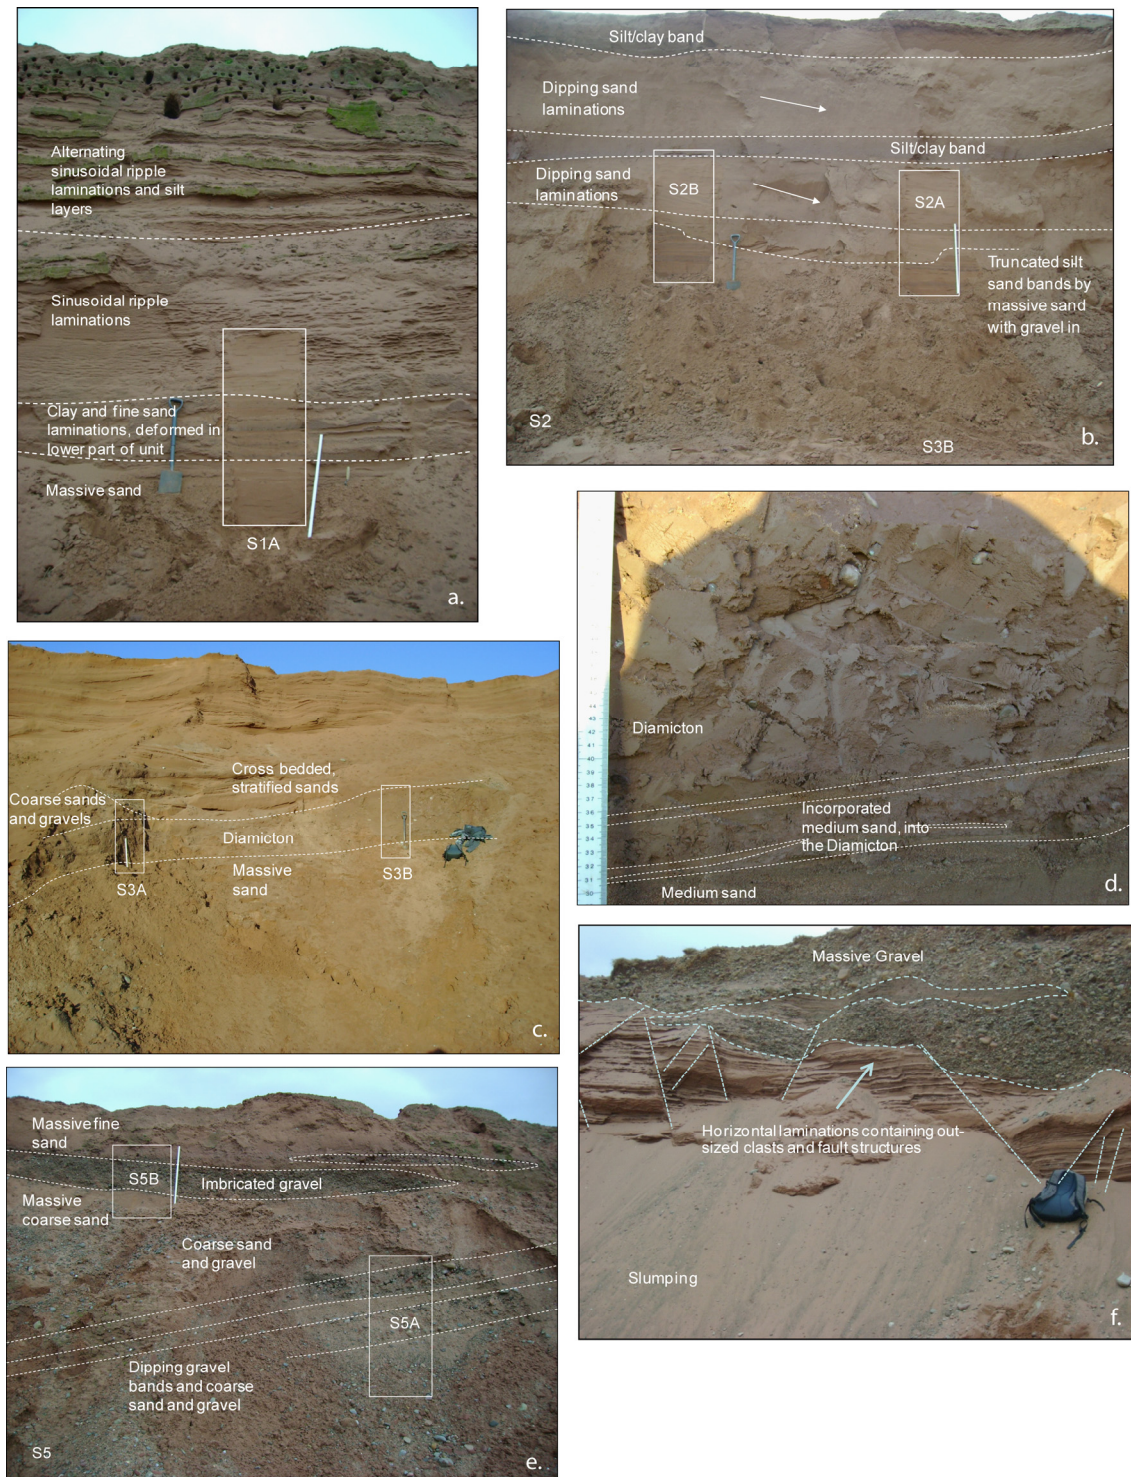 Alternating
sinusoidal ripple
laminations and silt
layers
Sinusoidal ripple
laminations
Clay and fine sand
laminations, deformed in
lower part of unit
Massive sand
S1A
a.
Silt/clay band
Dipping sand
laminations
Silt/clay band
Dipping sand
laminations
S2B
S2A
Truncated silt
sand bands by
massive sand
with gravel in
S2
S3B
b.
Cross bedded,
stratified sands
Coarse sands
and gravels
Diamicton
Massive
sand
S3A
S3B
c.
Diamicton
Incorporated
medium sand, into
the Diamicton
Medium sand
d.
Massive fine
sand
S5B
Imbricated gravel
Massive
coarse sand
Coarse sand
and gravel
S5A
Dipping gravel
bands and coarse
sand and gravel
S5
e.
Massive Gravel
Horizontal laminations containing out-
sized clasts and fault structures
Slumping
f.